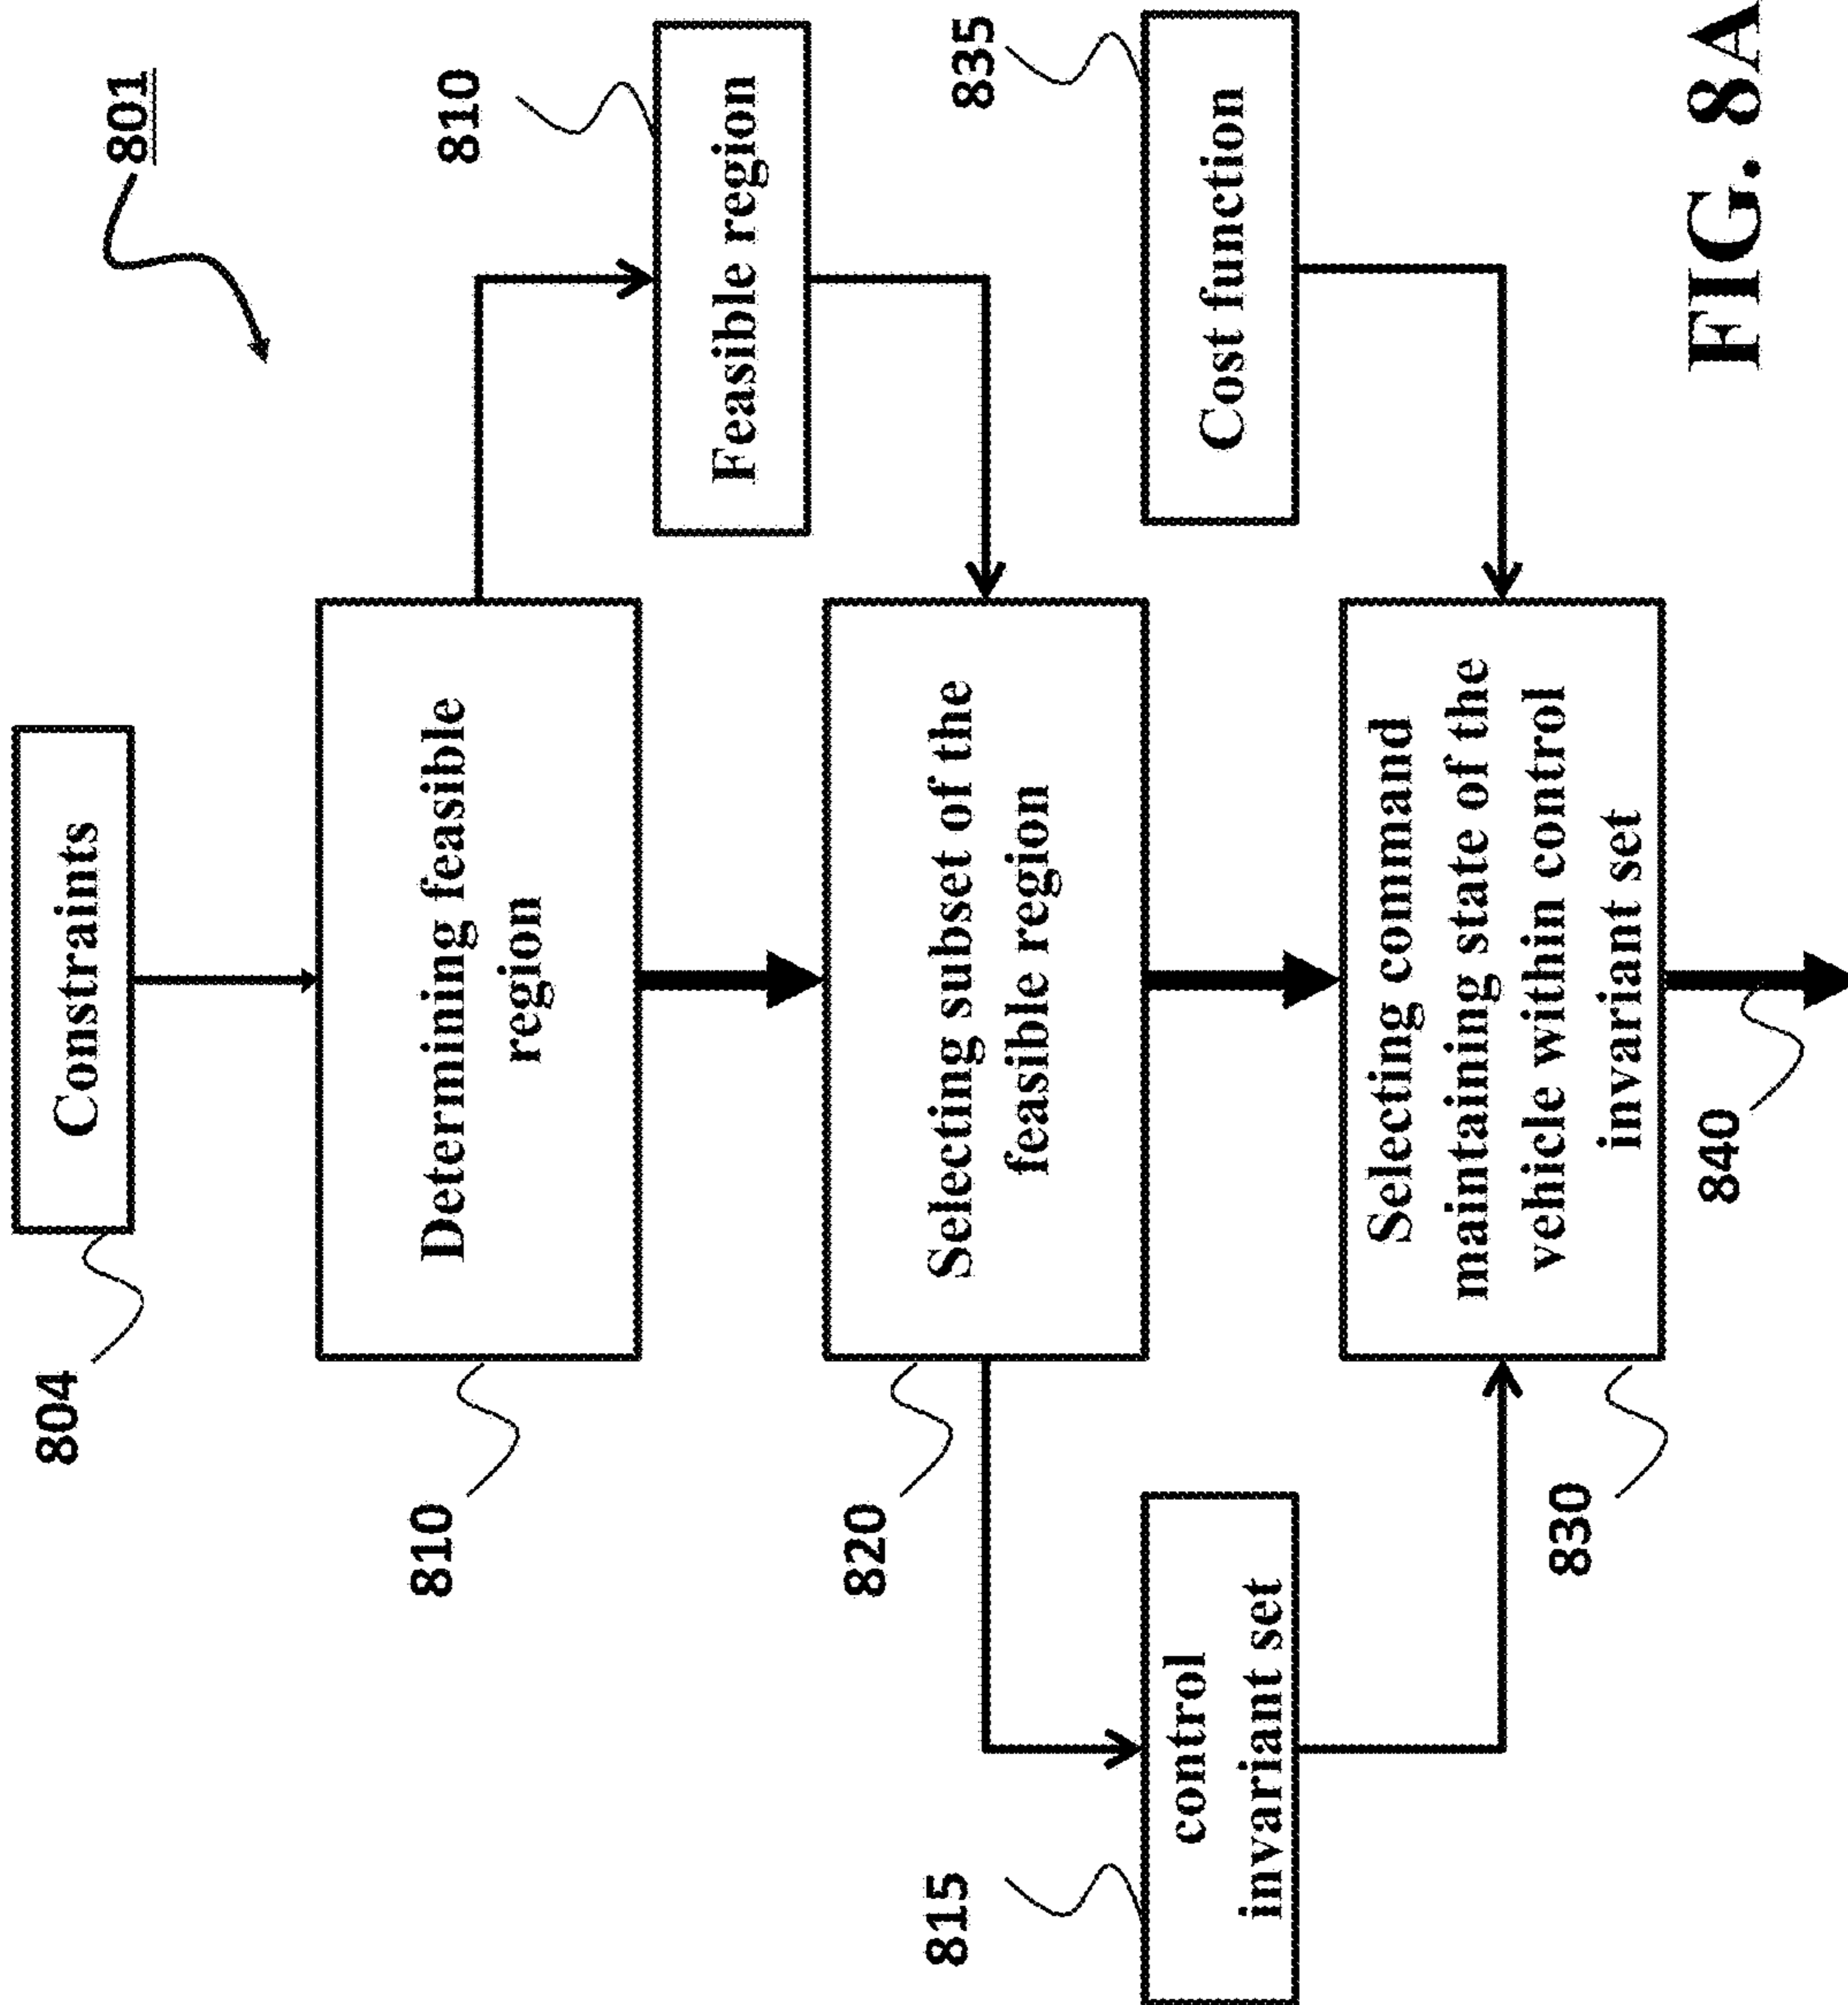 801
Constraints
804
Determining feasible
region
810
Feasible region
810
Selecting subset of the
feasible region
820
control
invariant set
815
Cost function
835
Selecting command
maintaining state of the
vehicle within control
invariant set
830
840
FIG. 8A